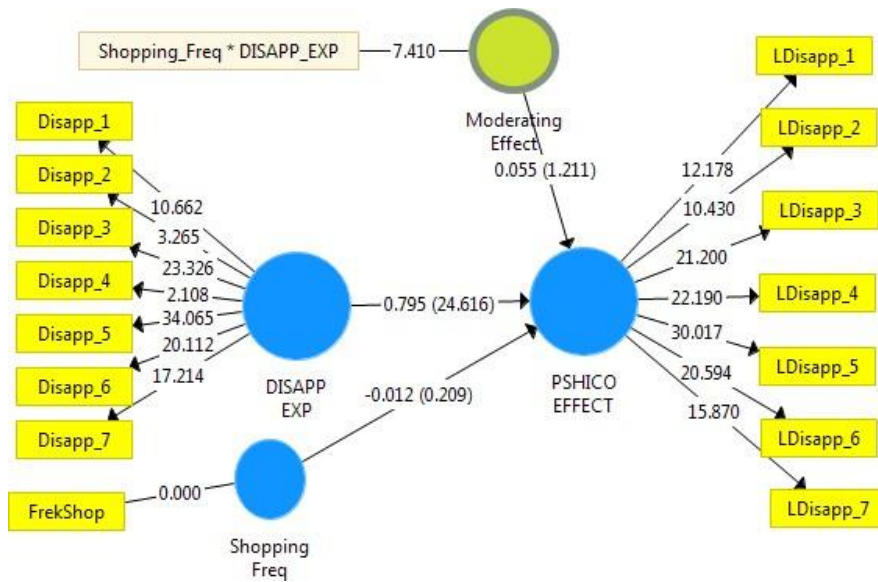 Shopping_Freq * DISAPP_EXP
7.410
Moderating
Effect
0.055 (1.211)
Disapp_1
Disapp_2
Disapp_3
Disapp_4
Disapp_5
Disapp_6
Disapp_7
10.662
3.265
23.326
2.108
34.065
20.112
17.214
DISAPP
EXP
0.795 (24.616)
-0.012 (0.209)
FrekShop
0.000
Shopping
Freq
PSHICO
EFFECT
12.178
10.430
21.200
22.190
30.017
20.594
15.870
LDisapp_1
LDisapp_2
LDisapp_3
LDisapp_4
LDisapp_5
LDisapp_6
LDisapp_7